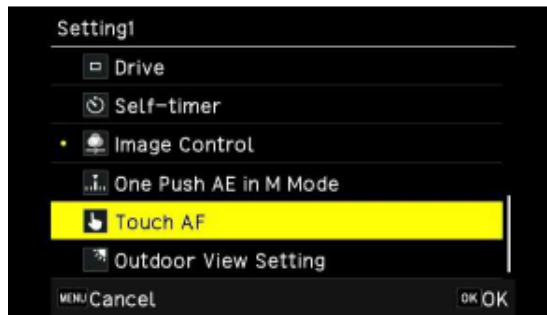 Setting1
Drive
Self-timer
Image Control
One Push AE in M Mode
Touch AF
Outdoor View Setting
MENU Cancel OK OK